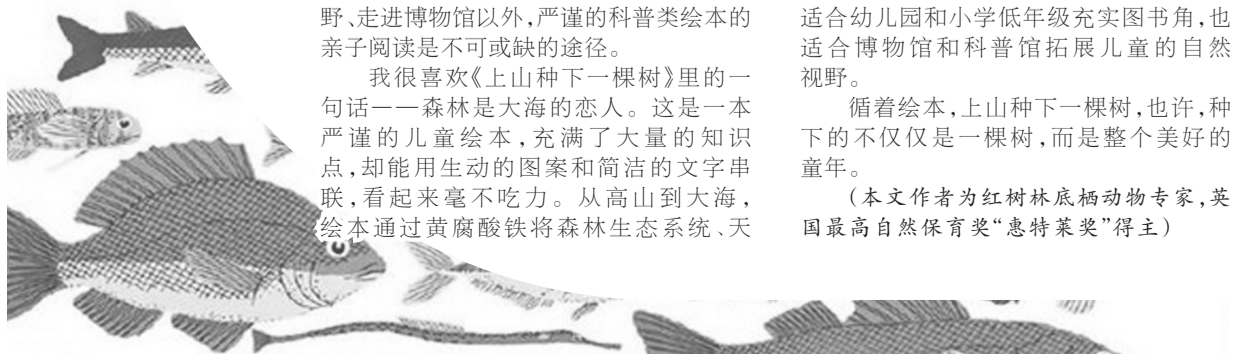 野、走进博物馆以外,严谨的科普类绘本的
亲子阅读是不可或缺的途径。
我很喜欢《上山种下一棵树》里的一
句话——森林是大海的恋人。这是一本
严谨的儿童绘本,充满了大量的知识
点,却能用生动的图案和简洁的文字串
联,看起来毫不吃力。从高山到大海,
绘本通过黄腐酸铁将森林生态系统、天
适合幼儿园和小学低年级充实图书角,也
适合博物馆和科普馆拓展儿童的自然
视野。
循着绘本,上山种下一棵树,也许,种
下的不仅仅是一棵树,而是整个美好的
童年。
(本文作者为红树林底栖动物专家,英
国最高自然保育奖“惠特莱奖”得主)